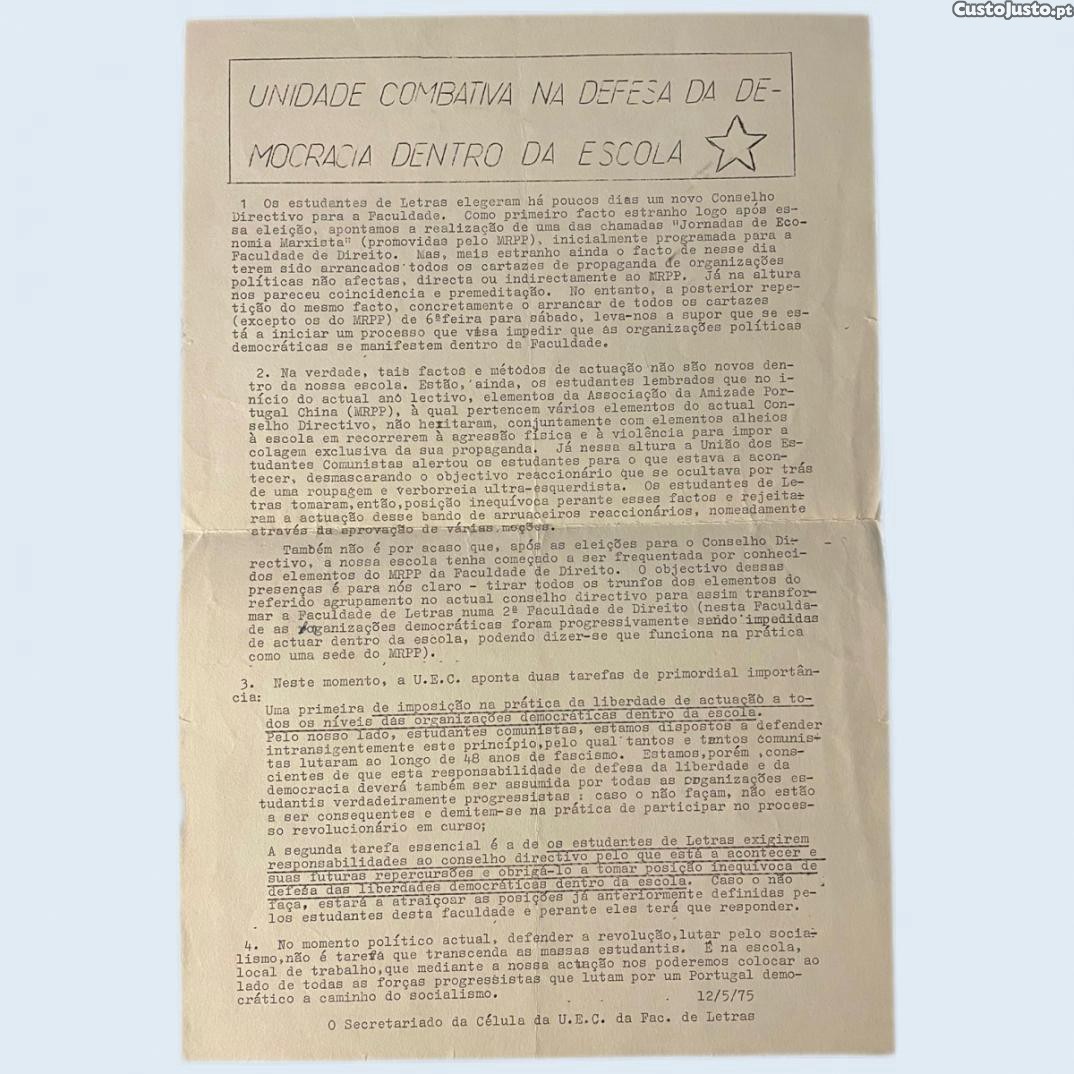 CustoJusto.pt
UNIDADE COMBATIVA NA DEFESA DA DE-
MOCRACIA DENTRO DA ESCOLA
1 Os estudantes de Letras elegeram há poucos dias um novo Conselho
Directivo para a Faculdade. Como primeiro facto estranho logo após es-
sa eleição, apontamos a realização de uma das chamadas "Jornadas de Eco-
nomia Marxista" (promovidas pelo MRPP), inicialmente programada para a
Faculdade de Direito. Mas, mais estranho ainda o facto de nesse dia
terem sido arrancados todos os cartazes de propaganda de organizações
políticas não afectas, directa ou indirectamente ao MRPP. Já na altura
nos pareceu coincidencia e premeditação. No entanto, a posterior repe-
tição do mesmo facto, concretamente o arrancar de todos os cartazes
(excepto os do MRPP) de 6ªfeira para sábado, leva-nos a supor que se es-
tá a iniciar um processo que visa impedir que as organizações políticas
democráticas se manifestem dentro da Faculdade.
2. Na verdade, tais factos e métodos de actuação não são novos den-
tro da nossa escola. Estão, ainda, os estudantes lembrados que no i-
nício do actual ano lectivo, elementos da Associação da Amizade Por-
tugal China (MRPP), à qual pertencem vários elementos do actual Con-
selho Directivo, não hexitaram, conjuntamente com elementos alheios
à escola em recorrerem à agressão física e à violência para impor a
colagem exclusiva da sua propaganda. Já nessa altura a União dos Es-
tudantes Comunistas alertou os estudantes para o que estava a acon-
tecer, desmascarando o objectivo reaccionário que se ocultava por trás
de uma roupagem e verborreia ultra-esquerdista. Os estudantes de Le-
tras tomaram,então,posição inequívoca perante esses factos e rejeita-
ram a actuação desse bando de arruaceiros reaccionários, nomeadamente
através da aprovação de várias moções.
Também não é por acaso que, após as eleições para o Conselho Di-
rectivo, a nossa escola tenha começado a ser frequentada por conheci-
dos elementos do MRPP da Faculdade de Direito. O objectivo dessas
presenças é para nós claro - tirar todos os trunfos dos elementos do
referido agrupamento no actual conselho directivo para assim transfor-
mar a Faculdade de Letras numa 2ª Faculdade de Direito (nesta Faculda-
de as organizações democráticas foram progressivamente sendo impedidas
de actuar dentro da escola, podendo dizer-se que funciona na prática
como uma sede do MRPP).
3. Neste momento, a U.E.C. aponta duas tarefas de primordial importân-
cia:
Uma primeira de imposição na prática da liberdade de actuação a to-
dos os níveis das organizações democráticas dentro da escola.
Pelo nosso lado, estudantes comunistas, estamos dispostos a defender
intransigentemente este princípio,pelo qual tantos e tantos comunis-
tas lutaram ao longo de 48 anos de fascismo. Estamos,porém ,cons-
cientes de que esta responsabilidade de defesa da liberdade e da
democracia deverá também ser assumida por todas as organizações es-
tudantis verdadeiramente progressistas ; caso o não façam, não estão
a ser consequentes e demitem-se na prática de participar no proces-
so revolucionário em curso;
A segunda tarefa essencial é a de os estudantes de Letras exigirem
responsabilidades ao conselho directivo pelo que está a acontecer e
suas futuras repercursões e obrigá-lo a tomar posição inequívoca de
defesa das liberdades democráticas dentro da escola. Caso o não
faça, estará a atraiçoar as posições já anteriormente definidas pe-
los estudantes desta faculdade e perante eles terá que responder.
4. No momento político actual, defender a revolução,lutar pelo socia-
lismo,não é tarefa que transcenda as massas estudantis. É na escola,
local de trabalho,que mediante a nossa actuação nos poderemos colocar ao
lado de todas as forças progressistas que lutam por um Portugal demo-
crático a caminho do socialismo.
12/5/75
O Secretariado da Célula da U.E.C. da Fac. de Letras